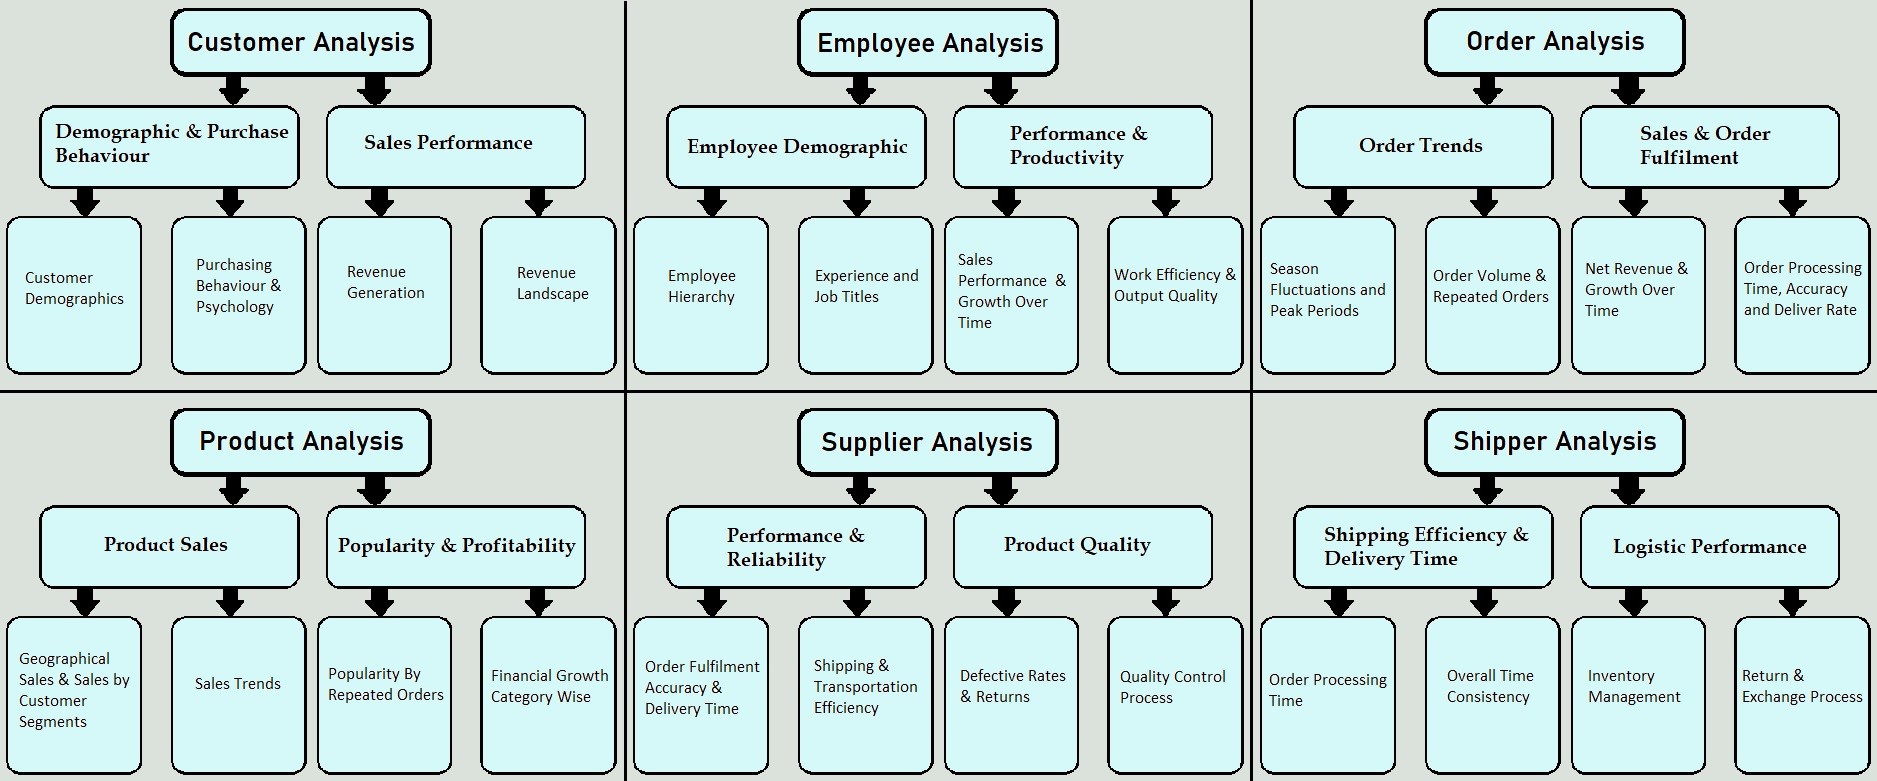 Customer Analysis
Demographic & Purchase
Behaviour
Sales Performance
Customer
Demographics
Purchasing
Behaviour &
Psychology
Revenue
Generation
Revenue
Landscape
Employee Analysis
Employee Demographic
Performance &
Productivity
Employee
Hierarchy
Experience and
Job Titles
Sales
Performance &
Growth Over
Time
Work Efficiency &
Output Quality
Order Analysis
Order Trends
Sales & Order
Fulfilment
Season
Fluctuations and
Peak Periods
Order Volume &
Repeated Orders
Net Revenue &
Growth Over
Time
Order Processing
Time, Accuracy
and Deliver Rate
Product Analysis
Product Sales
Popularity & Profitability
Geographical
Sales & Sales by
Customer
Segments
Sales Trends
Popularity By
Repeated Orders
Financial Growth
Category Wise
Supplier Analysis
Performance &
Reliability
Product Quality
Order Fulfilment
Accuracy &
Delivery Time
Shipping &
Transportation
Efficiency
Defective Rates
& Returns
Quality Control
Process
Shipper Analysis
Shipping Efficiency &
Delivery Time
Logistic Performance
Order Processing
Time
Overall Time
Consistency
Inventory
Management
Return &
Exchange Process